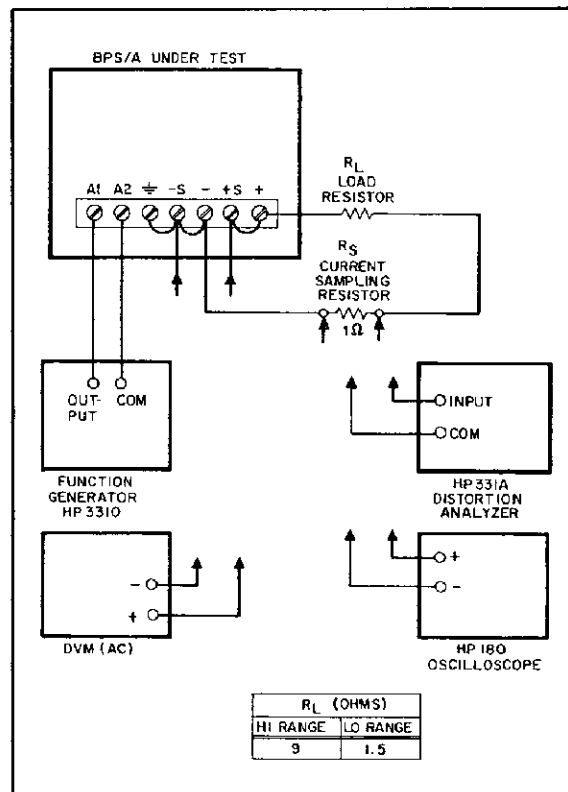 BPS/A UNDER TEST
A1 A2 ⏚ -S - +S +
RL
LOAD
RESISTOR
RS
CURRENT
SAMPLING
RESISTOR
1Ω
OUT-
PUT
COM
FUNCTION
GENERATOR
HP 3310
INPUT
COM
HP 331A
DISTORTION
ANALYZER
-
+
DVM (AC)
+
-
HP 180
OSCILLOSCOPE
RL (OHMS)
HI RANGE LO RANGE
9 1.5